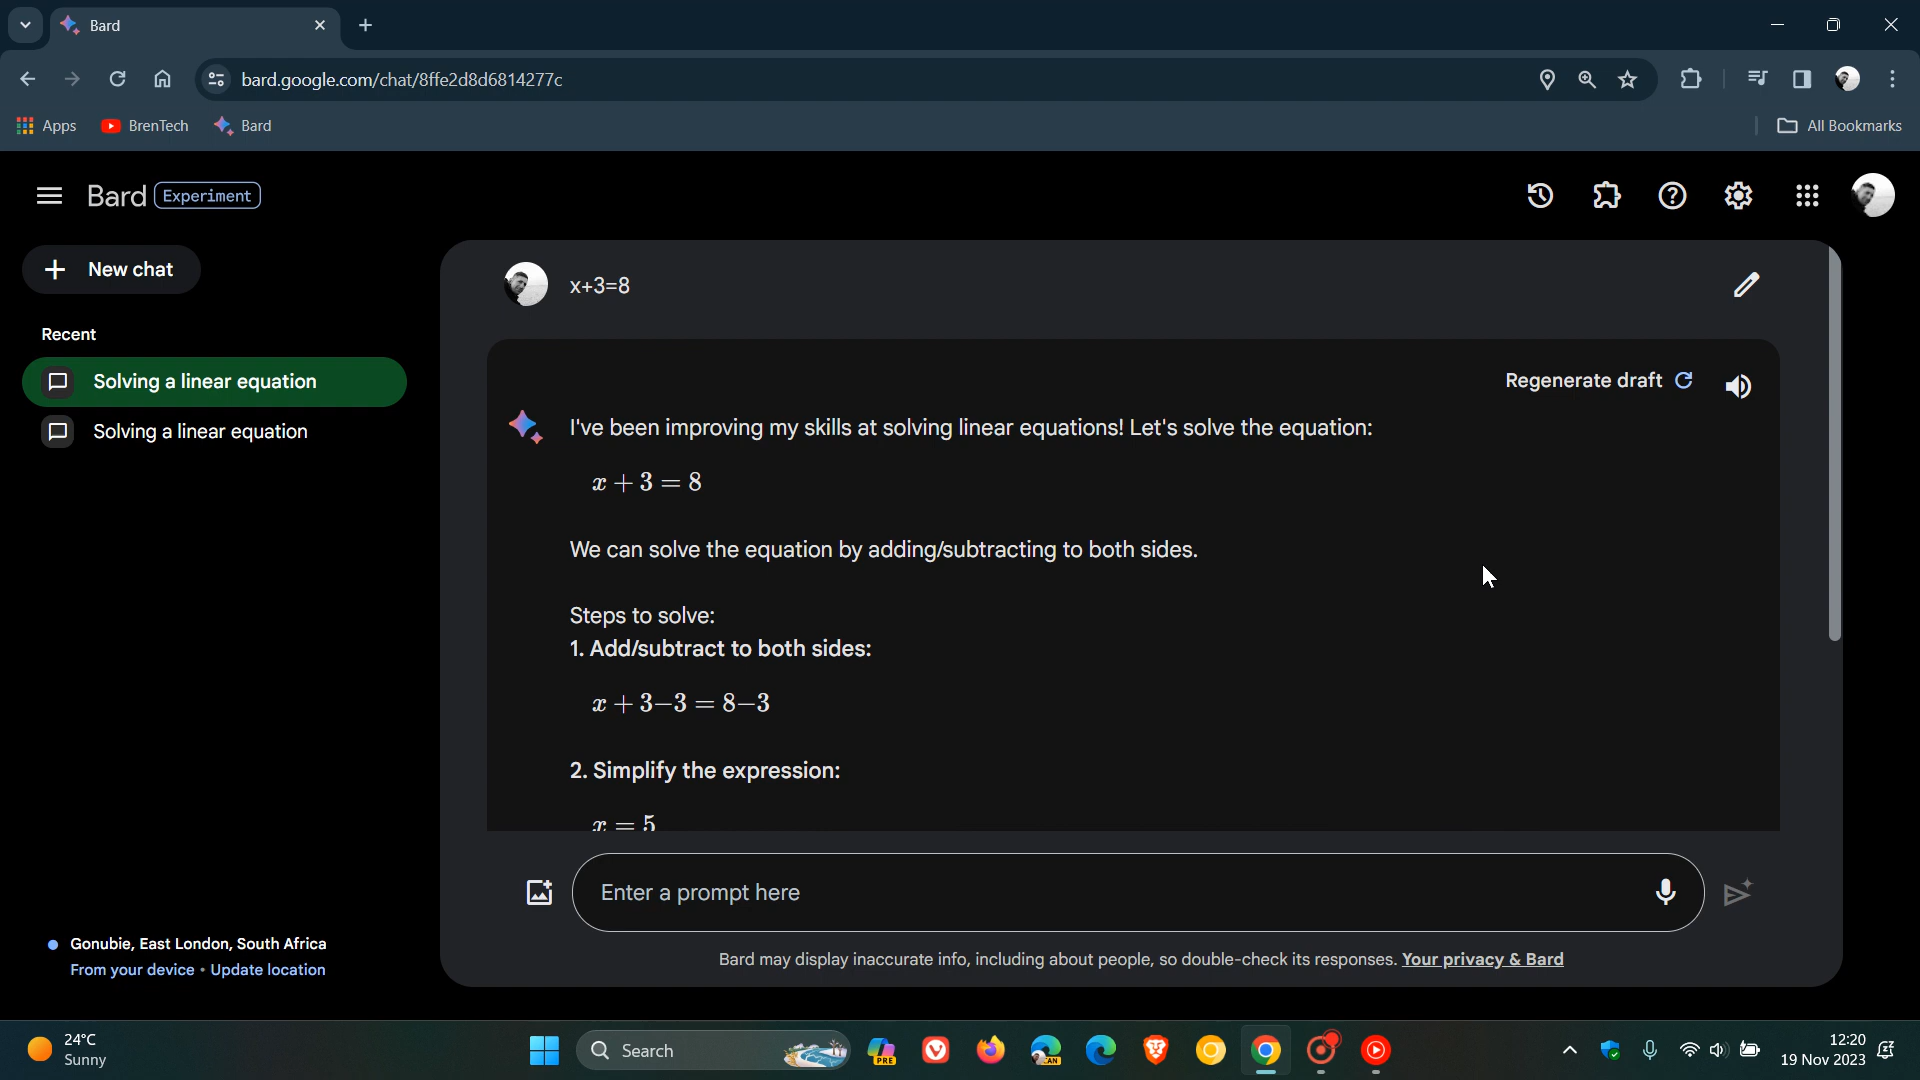 Bard
bard.google.com/chat/8ffe2d8d6814277c
Apps
BrenTech
Bard
All Bookmarks
Bard Experiment
New chat
Recent
Solving a linear equation
Solving a linear equation
Gonubie, East London, South Africa
From your device • Update location
x+3=8
Regenerate draft
I've been improving my skills at solving linear equations! Let's solve the equation:
x + 3 = 8
We can solve the equation by adding/subtracting to both sides.
Steps to solve:
1. Add/subtract to both sides:
x + 3−3 = 8−3
2. Simplify the expression:
x = 5
Enter a prompt here
Bard may display inaccurate info, including about people, so double-check its responses. Your privacy & Bard
24°C
Sunny
Search
PRE
CAN
12:20
19 Nov 2023